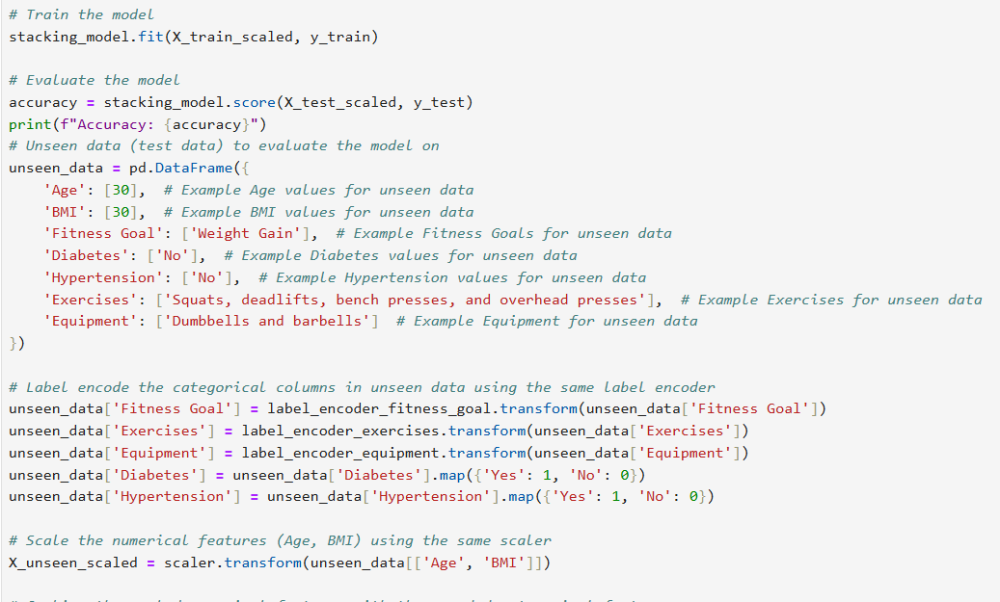 # Train the model
stacking_model.fit(X_train_scaled, y_train)
# Evaluate the model
accuracy = stacking_model.score(X_test_scaled, y_test)
print(f"Accuracy: {accuracy}")
# Unseen data (test data) to evaluate the model on
unseen_data = pd.DataFrame({
    'Age': [30],  # Example Age values for unseen data
    'BMI': [30],  # Example BMI values for unseen data
    'Fitness Goal': ['Weight Gain'],  # Example Fitness Goals for unseen data
    'Diabetes': ['No'],  # Example Diabetes values for unseen data
    'Hypertension': ['No'],  # Example Hypertension values for unseen data
    'Exercises': ['Squats, deadlifts, bench presses, and overhead presses'],  # Example Exercises for unseen data
    'Equipment': ['Dumbbells and barbells']  # Example Equipment for unseen data
})
# Label encode the categorical columns in unseen data using the same label encoder
unseen_data['Fitness Goal'] = label_encoder_fitness_goal.transform(unseen_data['Fitness Goal'])
unseen_data['Exercises'] = label_encoder_exercises.transform(unseen_data['Exercises'])
unseen_data['Equipment'] = label_encoder_equipment.transform(unseen_data['Equipment'])
unseen_data['Diabetes'] = unseen_data['Diabetes'].map({'Yes': 1, 'No': 0})
unseen_data['Hypertension'] = unseen_data['Hypertension'].map({'Yes': 1, 'No': 0})
# Scale the numerical features (Age, BMI) using the same scaler
X_unseen_scaled = scaler.transform(unseen_data[['Age', 'BMI']])